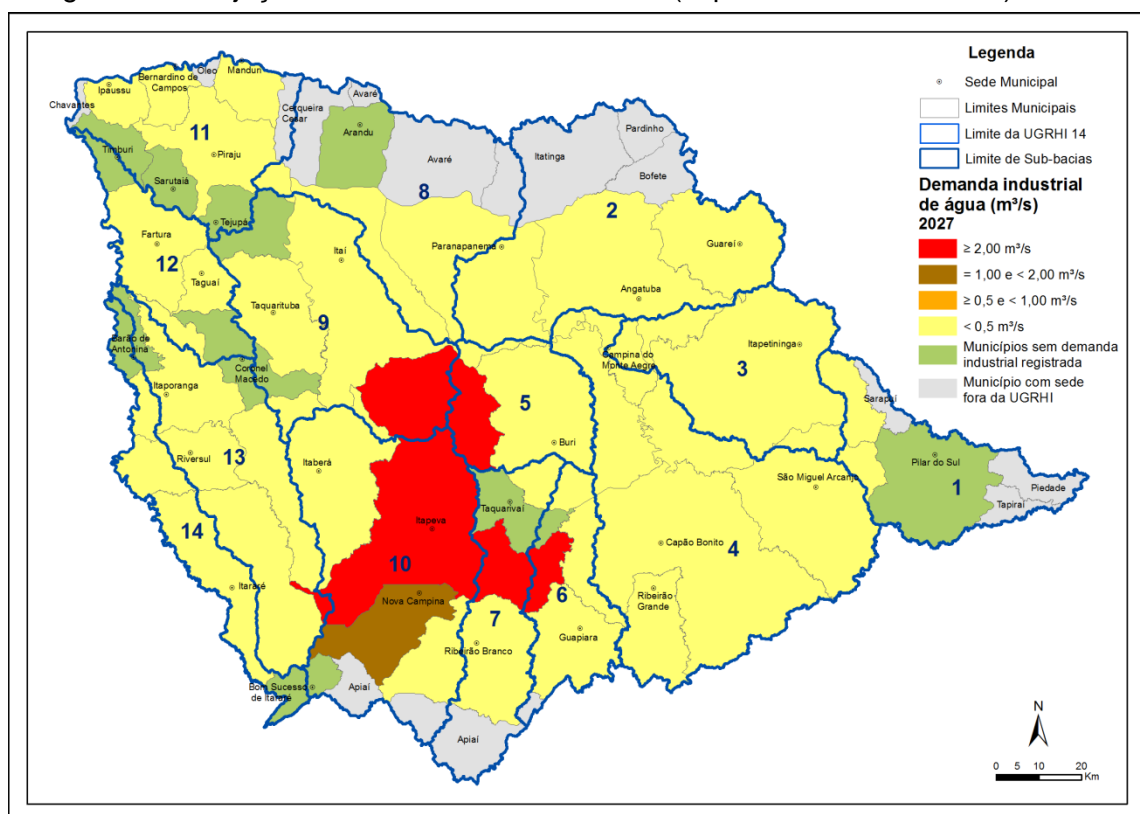 Legenda
Sede Municipal
Limites Municipais
Limite da UGRHI 14
Limite de Sub-bacias
Demanda industrial
de água (m³/s)
2027
≥ 2,00 m³/s
= 1,00 e < 2,00 m³/s
≥ 0,5 e < 1,00 m³/s
< 0,5 m³/s
Municípios sem demanda
industrial registrada
Município com sede
fora da UGRHI
Chavantes
Ipaussu
Bernardino de
Campos
Óleo
Manduri
Cerqueira
Cesar
Avaré
Arandu
Pardinho
Itatinga
Bofete
11
Timburi
Piraju
Avaré
8
Sarutaiá
Tejupá
2
Fartura
12
Taguaí
Itaí
Paranapanema
Guareí
Angatuba
Taquarituba
9
Barão de
Antonina
Coronel
Macedo
Campina do
Monte Alegre
Itapetininga
3
Itaporanga
5
Buri
Sarapuí
Riversul
13
Itaberá
Pilar do Sul
1
Piedade
Tapiraí
São Miguel Arcanjo
Taquarivaí
14
Itapeva
10
Capão Bonito
4
Itararé
Nova Campina
6
Ribeirão
Grande
7
Guapiara
Ribeirão Branco
Bom Sucesso
de Itararé
Apiaí
Apiaí
N
0 5 10 20
Km